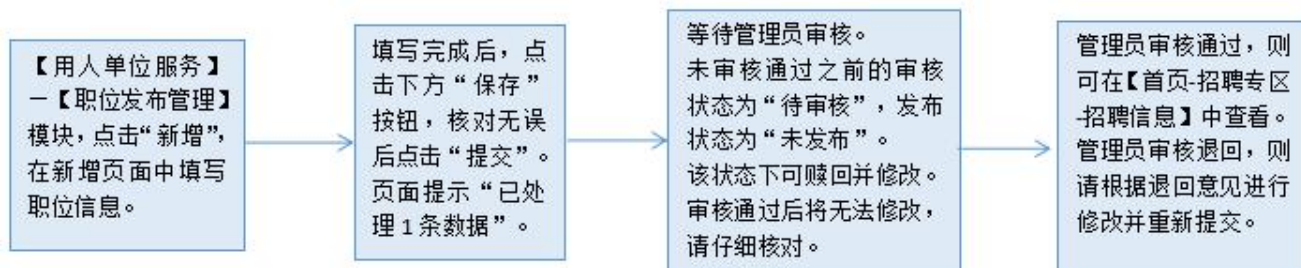 【用人单位服务】
—【职位发布管理】
模块，点击“新增”，
在新增页面中填写
职位信息。
填写完成后，点
击下方“保存”
按钮，核对无误
后点击“提交”。
页面提示“已处
理1条数据”。
等待管理员审核。
未审核通过之前的审核
状态为“待审核”，发布
状态为“未发布”。
该状态下可赎回并修改。
审核通过后将无法修改，
请仔细核对。
管理员审核通过，则
可在【首页-招聘专区
-招聘信息】中查看。
管理员审核退回，则
请根据退回意见进行
修改并重新提交。